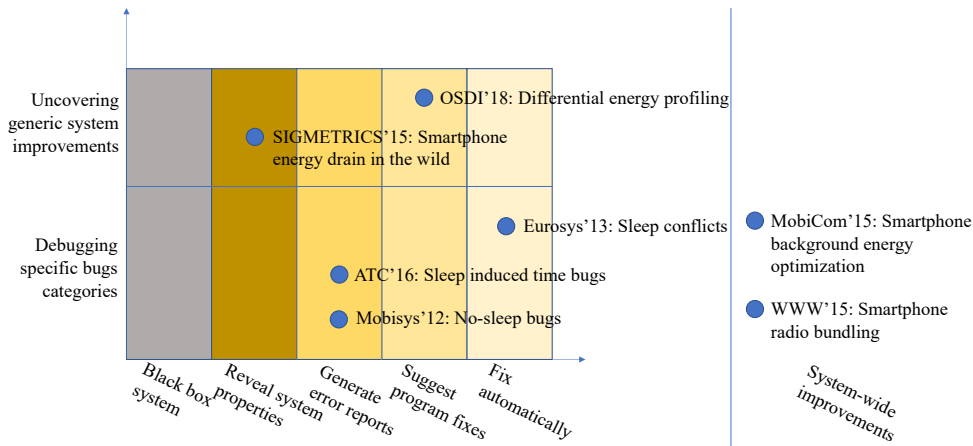 Uncovering
generic system
improvements
OSDI’18: Differential energy profiling
SIGMETRICS’15: Smartphone
energy drain in the wild
Debugging
specific bugs
categories
Eurosys’13: Sleep conflicts
ATC’16: Sleep induced time bugs
Mobisys’12: No-sleep bugs
MobiCom’15: Smartphone
background energy
optimization
WWW’15: Smartphone
radio bundling
Black box
system
Reveal system
properties
Generate
error reports
Suggest
program fixes
Fix
automatically
System-wide
improvements